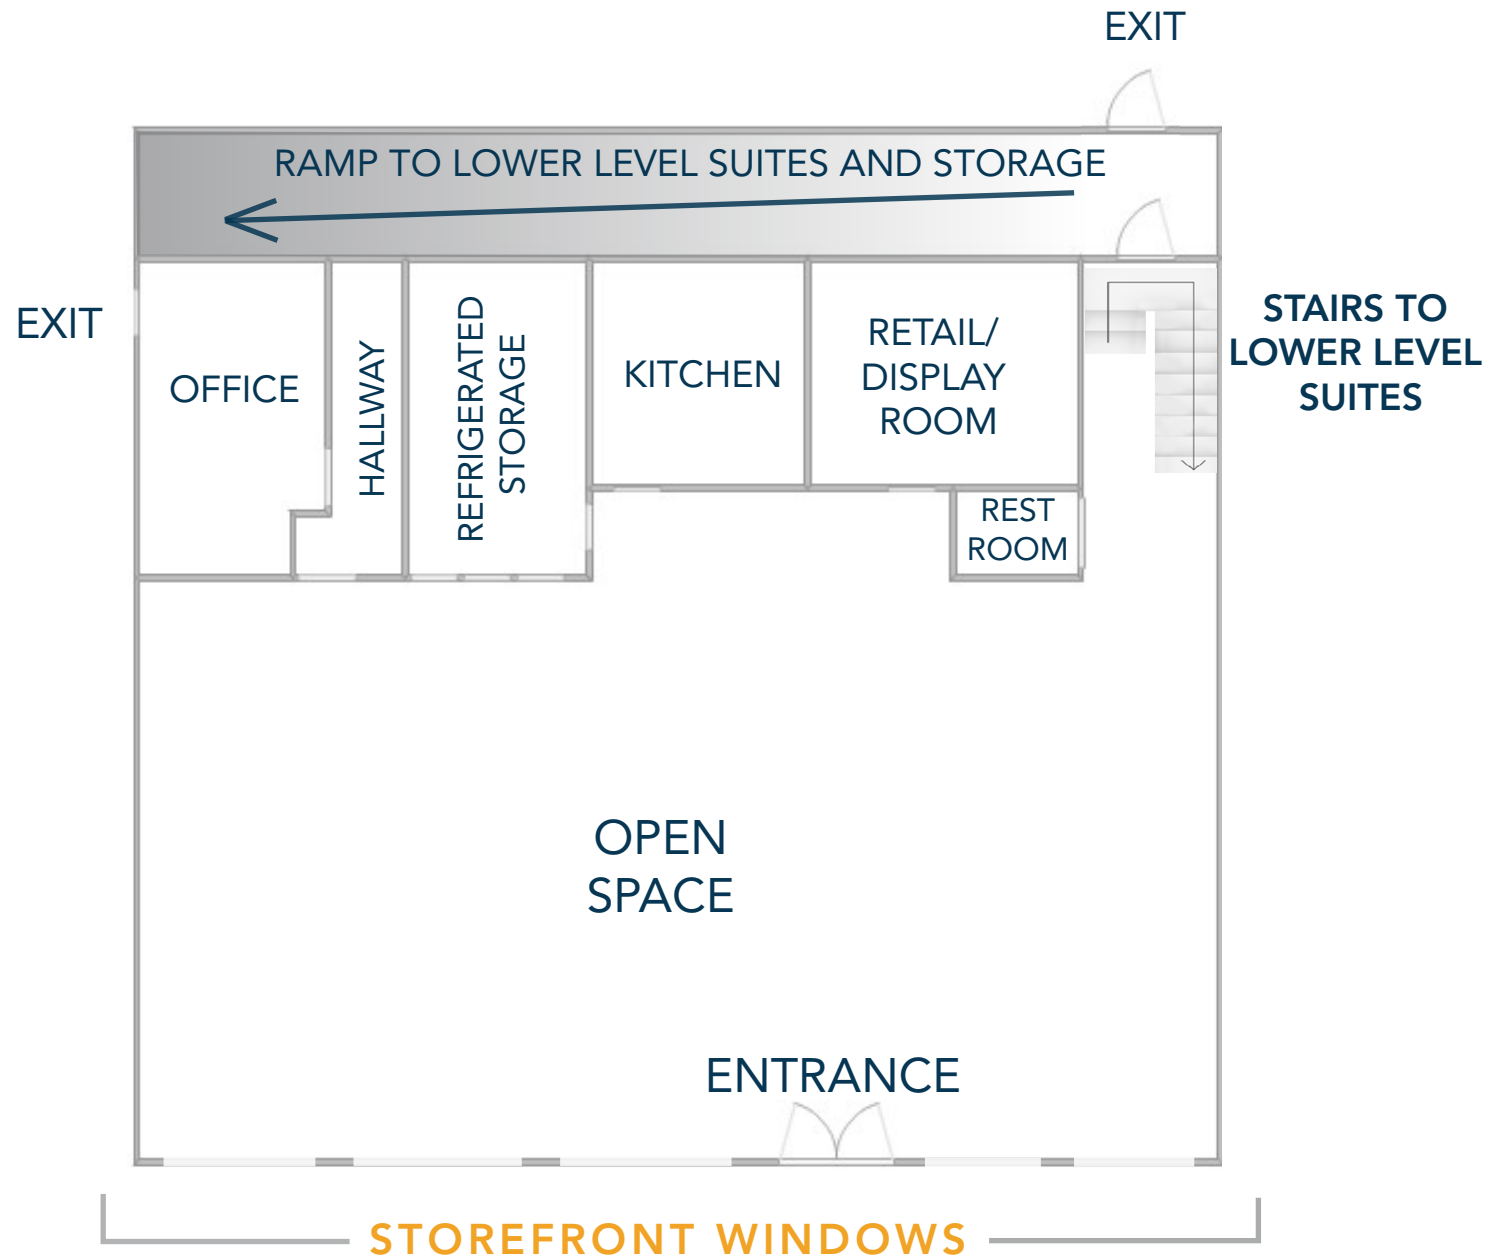 EXIT
RAMP TO LOWER LEVEL SUITES AND STORAGE
EXIT
OFFICE
HALLWAY
REFRIGERATED
STORAGE
KITCHEN
RETAIL/
DISPLAY
ROOM
STAIRS TO
LOWER LEVEL
SUITES
REST
ROOM
OPEN
SPACE
ENTRANCE
STOREFRONT WINDOWS